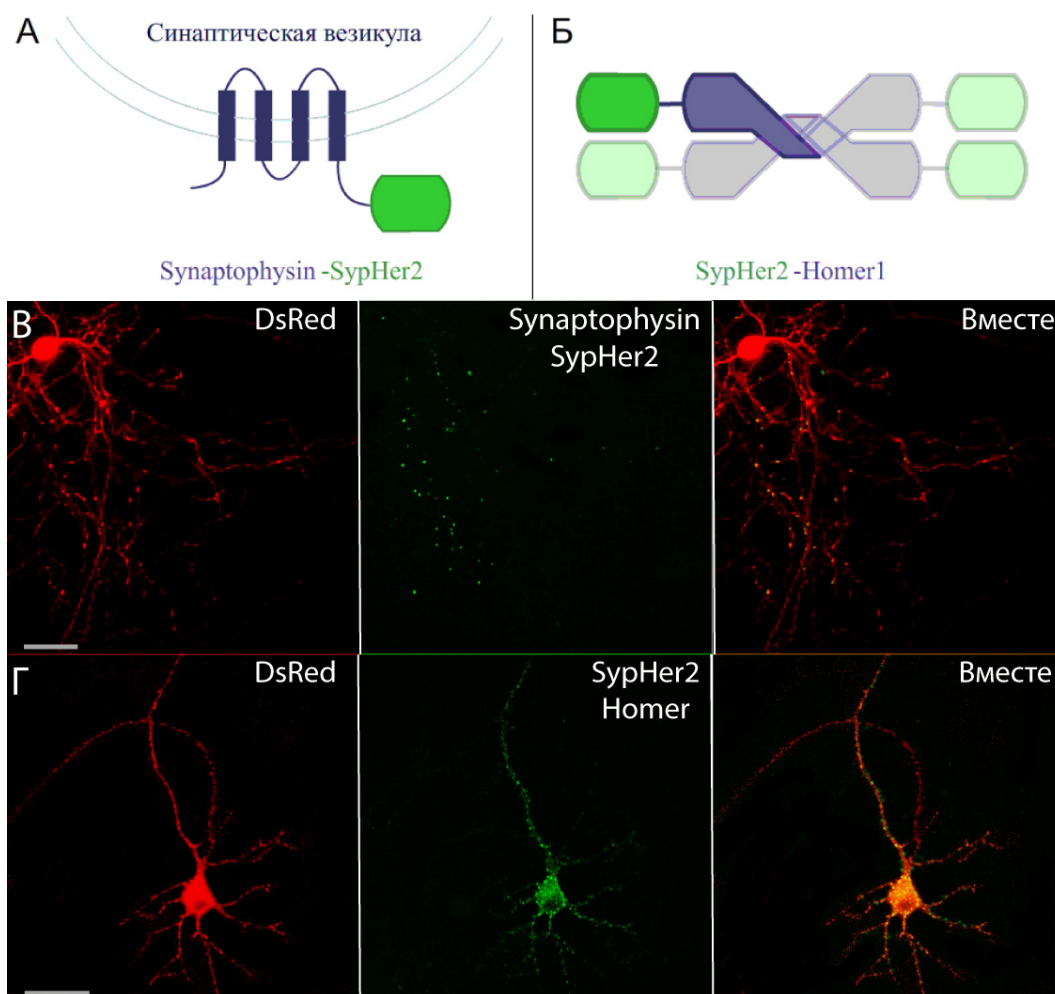 А
Синаптическая везикула
Synaptophysin -SypHer2
Б
SypHer2 -Homer1
В
DsRed
Synaptophysin
SypHer2
Вместе
Г
DsRed
SypHer2
Homer
Вместе